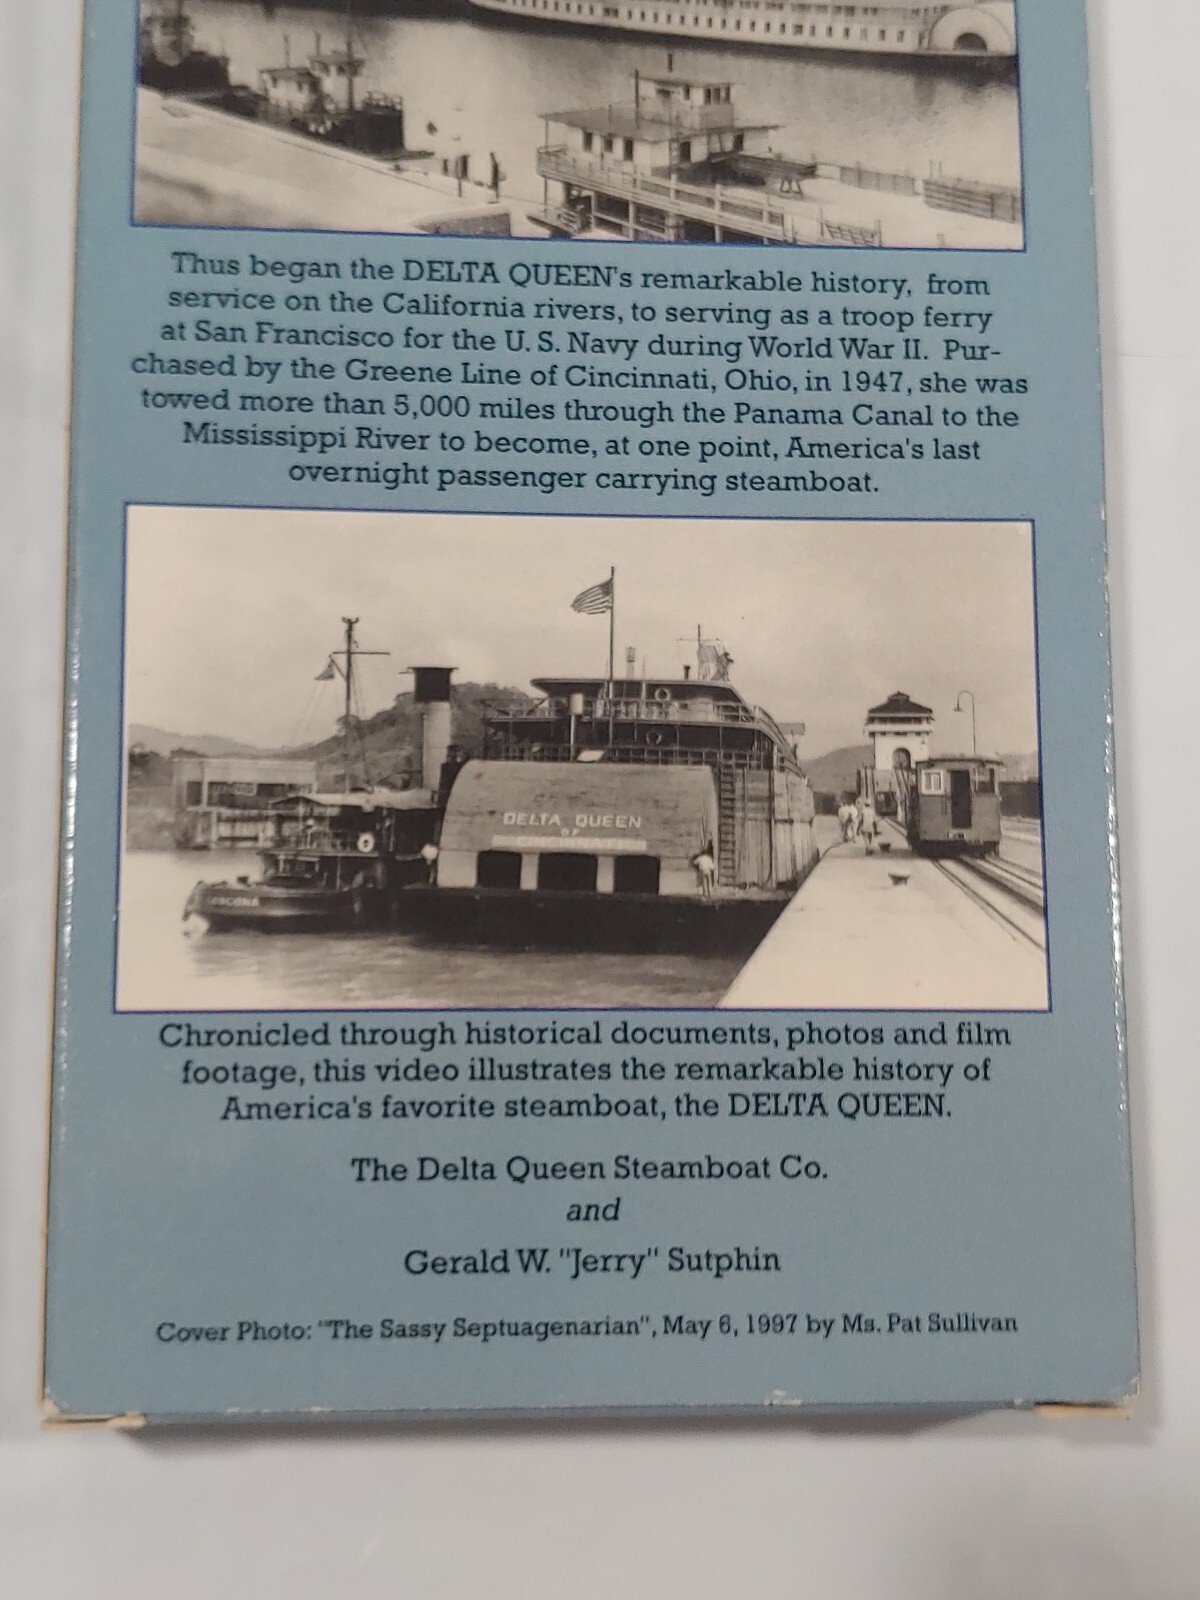 Thus began the DELTA QUEEN's remarkable history, from
service on the California rivers, to serving as a troop ferry
at San Francisco for the U. S. Navy during World War II. Pur-
chased by the Greene Line of Cincinnati, Ohio, in 1947, she was
towed more than 5,000 miles through the Panama Canal to the
Mississippi River to become, at one point, America's last
overnight passenger carrying steamboat.
DELTA QUEEN
OF
CINCINNATI
Chronicled through historical documents, photos and film
footage, this video illustrates the remarkable history of
America's favorite steamboat, the DELTA QUEEN.
The Delta Queen Steamboat Co.
and
Gerald W. "Jerry" Sutphin
Cover Photo: "The Sassy Septuagenarian", May 6, 1997 by Ms. Pat Sullivan